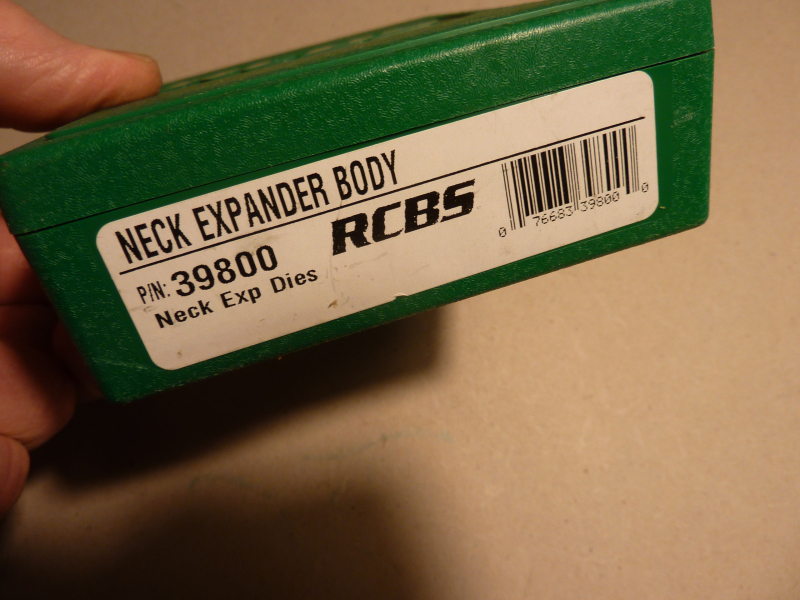 NECK EXPANDER BODY
RCBS
P/N: 39800
Neck Exp Dies
0 76683 39800 0